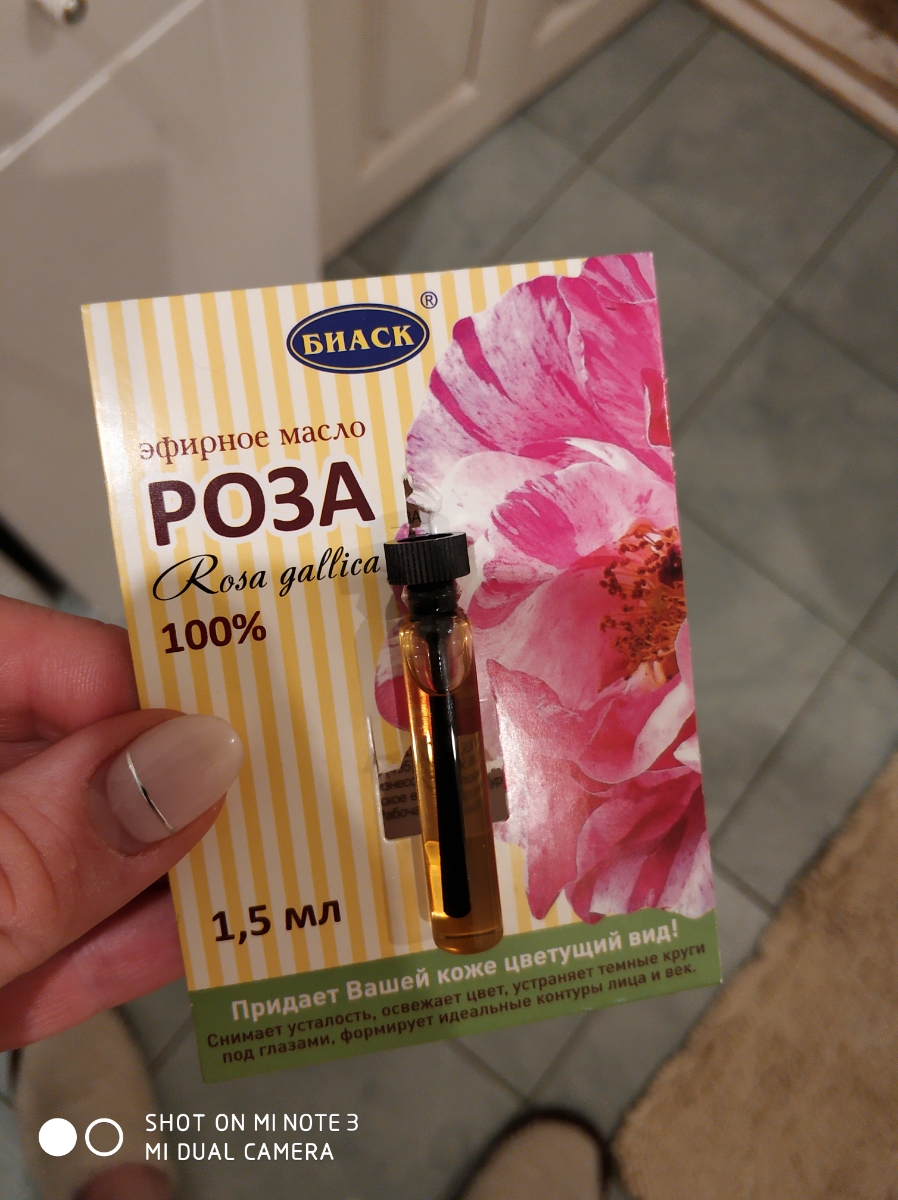 БИАСК®
эфирное масло
РОЗА
Rosa gallica
100%
1,5 мл
Придает Вашей коже цветущий вид!
Снимает усталость, освежает цвет, устраняет темные круги
под глазами, формирует идеальные контуры лица и век.
SHOT ON MI NOTE 3
MI DUAL CAMERA